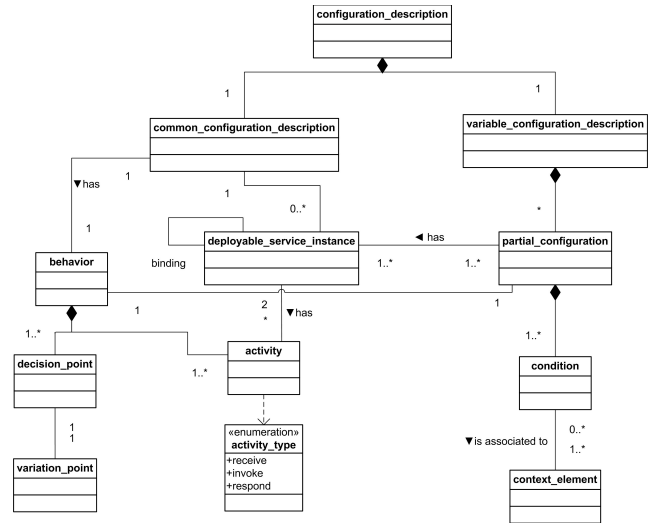 configuration_description
1
1
common_configuration_description
variable_configuration_description
1
▼has
1
0..*
*
1
deployable_service_instance
◄ has
partial_configuration
behavior
binding
1..*
1..*
1
2
1
*
▼has
1..*
1..*
1..*
decision_point
activity
condition
1
1
«enumeration»
activity_type
+receive
+invoke
+respond
0..*
▼is associated to
1..*
variation_point
context_element